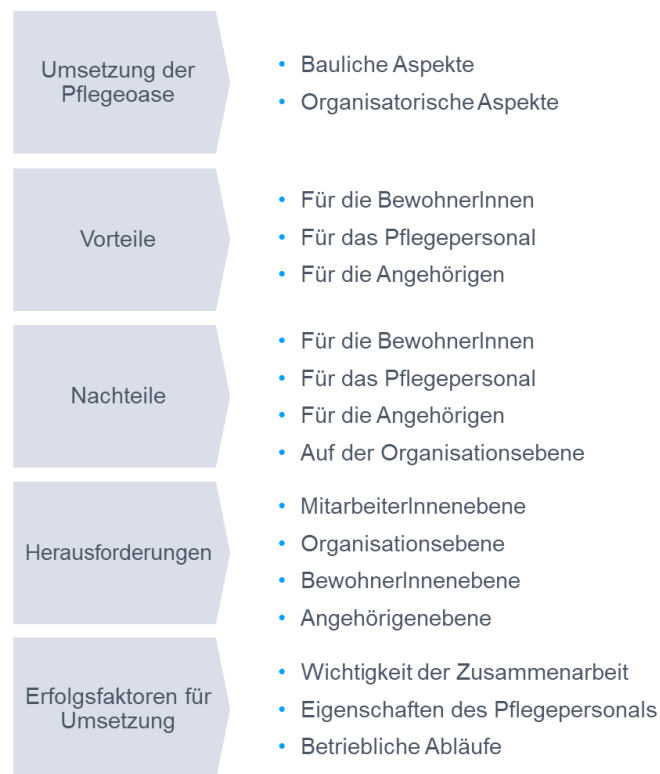 Umsetzung der
Pflegeoase
Bauliche Aspekte
Organisatorische Aspekte
Vorteile
Für die BewohnerInnen
Für das Pflegepersonal
Für die Angehörigen
Nachteile
Für die BewohnerInnen
Für das Pflegepersonal
Für die Angehörigen
Auf der Organisationsebene
Herausforderungen
MitarbeiterInnenebene
Organisationsebene
BewohnerInnenebene
Angehörigenebene
Erfolgsfaktoren für
Umsetzung
Wichtigkeit der Zusammenarbeit
Eigenschaften des Pflegepersonals
Betriebliche Abläufe